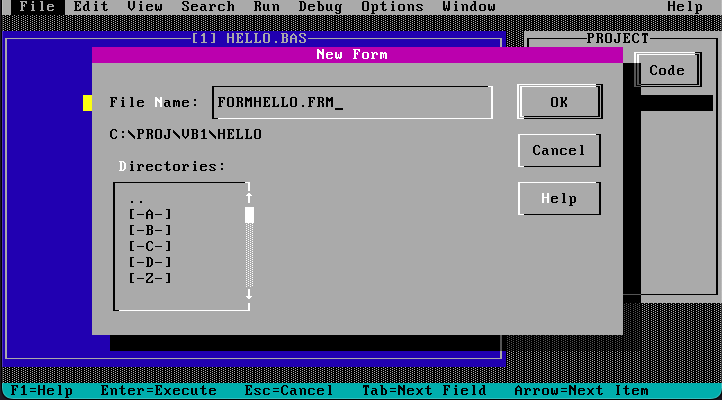 File Edit View Search Run Debug Options Window Help
[1] HELLO.BAS
PROJECT
New Form
Code
File Name: FORMHELLO.FRM_
OK
C:\PROJ\VB1\HELLO
Cancel
Directories:
..
[-A-]
[-B-]
[-C-]
[-D-]
[-Z-]
Help
F1=Help Enter=Execute Esc=Cancel Tab=Next Field Arrow=Next Item